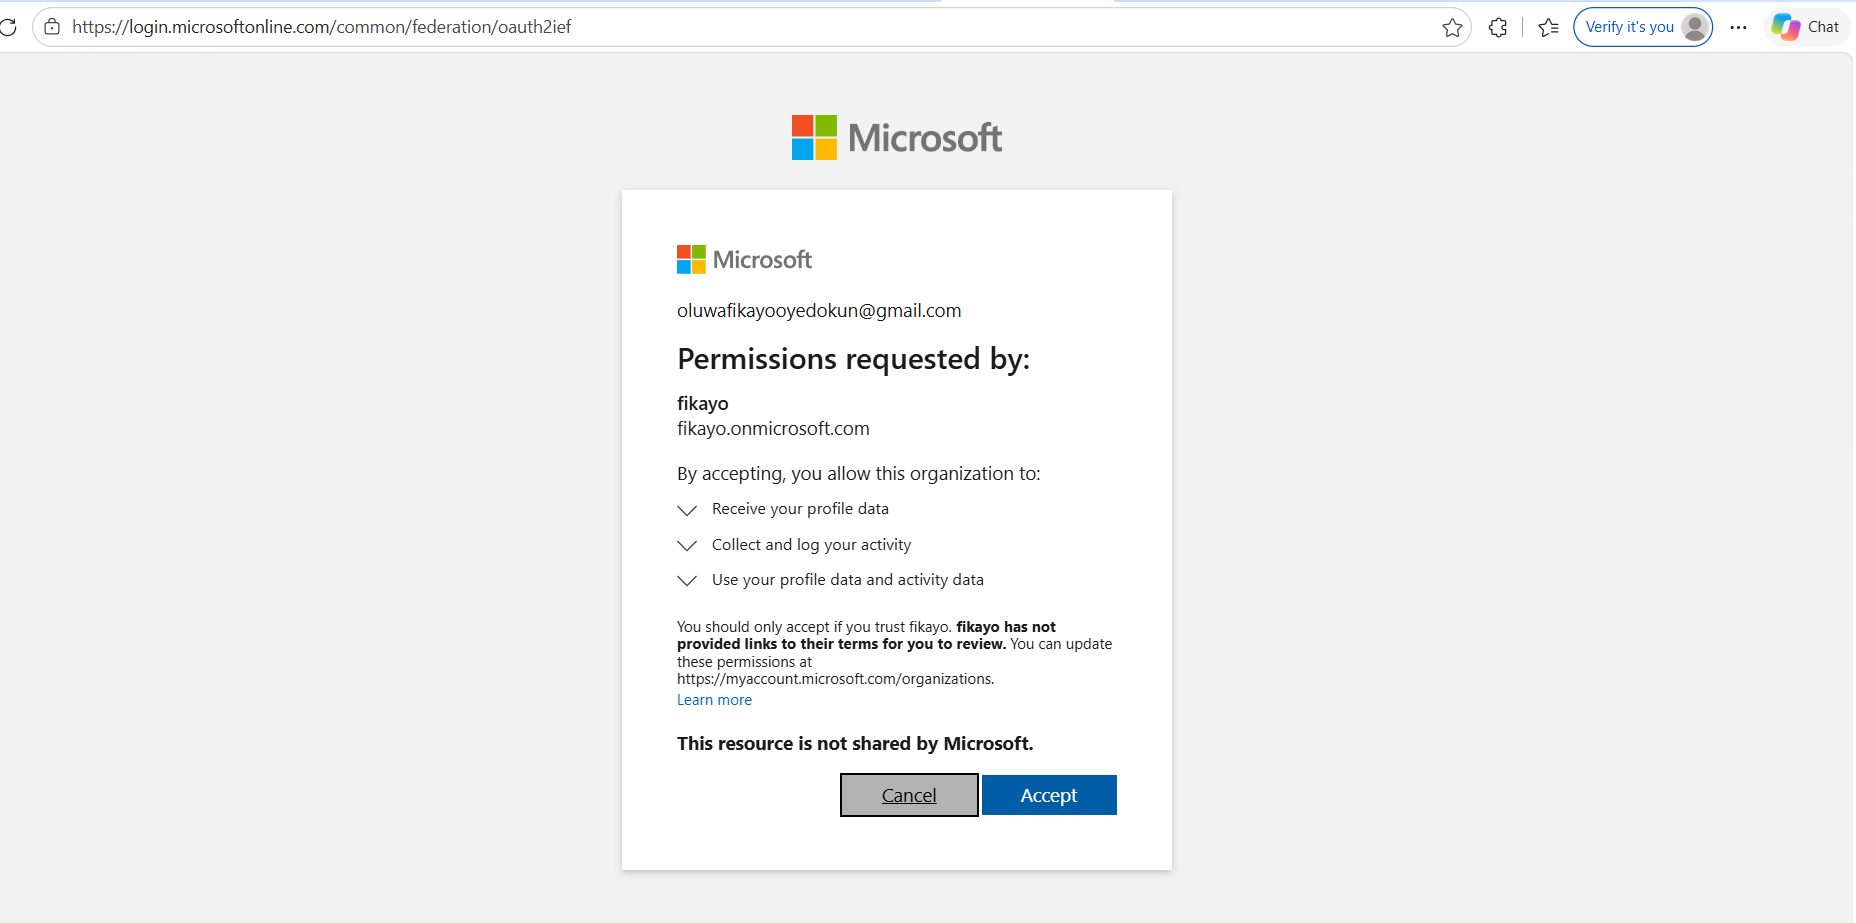 https://login.microsoftonline.com/common/federation/oauth2ief
Verify it's you
Chat
Microsoft
Microsoft
oluwafikayooyedokun@gmail.com
Permissions requested by:
fikayo
fikayo.onmicrosoft.com
By accepting, you allow this organization to:
Receive your profile data
Collect and log your activity
Use your profile data and activity data
You should only accept if you trust fikayo. fikayo has not
provided links to their terms for you to review. You can update
these permissions at
https://myaccount.microsoft.com/organizations.
Learn more
This resource is not shared by Microsoft.
Cancel
Accept